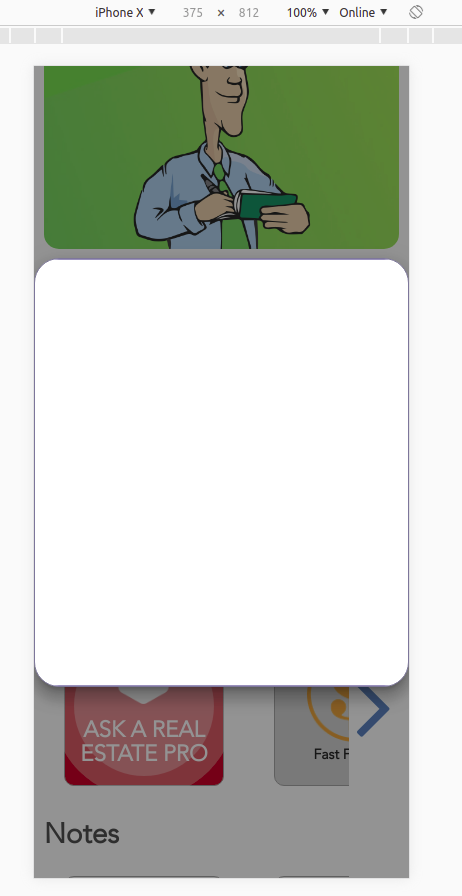 iPhone X ▼ 375 × 812 100% ▼ Online ▼
ASK A REAL
ESTATE PRO
Fast F
Notes